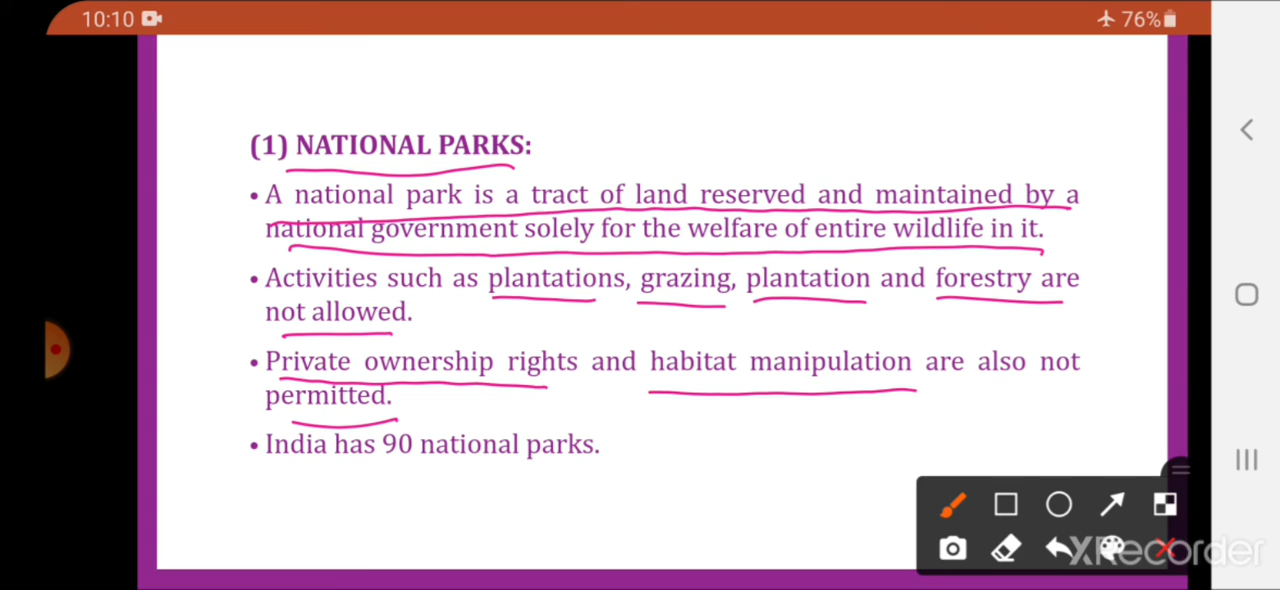 10:10
76%
(1) NATIONAL PARKS:
• A national park is a tract of land reserved and maintained by a
national government solely for the welfare of entire wildlife in it.
• Activities such as plantations, grazing, plantation and forestry are
not allowed.
• Private ownership rights and habitat manipulation are also not
permitted.
• India has 90 national parks.
XRecorder